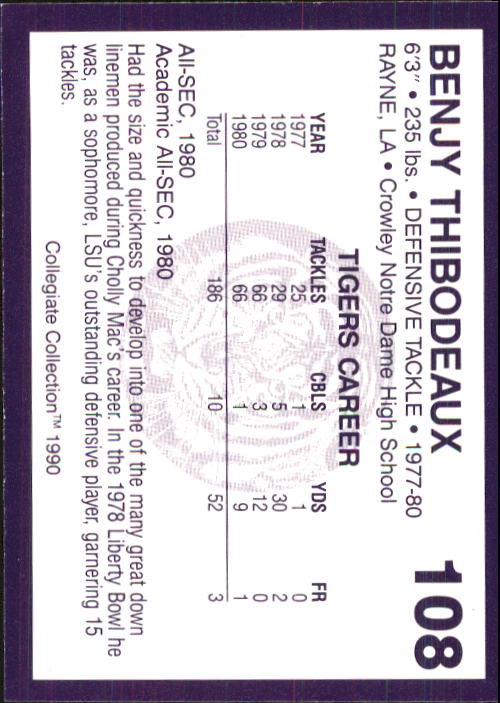 BENJY THIBODEAUX 108
6'3" • 235 lbs. • DEFENSIVE TACKLE • 1977-80
RAYNE, LA • Crowley Notre Dame High School
TIGERS CAREER
YEAR TACKLES CBLS YDS FR
1977 25 1 1 0
1978 29 5 30 2
1979 66 3 12 0
1980 66 1 9 1
Total 186 10 52 3
All-SEC, 1980
Academic All-SEC, 1980
Had the size and quickness to develop into one of the many great down
linemen produced during Cholly Mac's career. In the 1978 Liberty Bowl he
was, as a sophomore, LSU's outstanding defensive player, garnering 15
tackles.
Collegiate Collection™ 1990